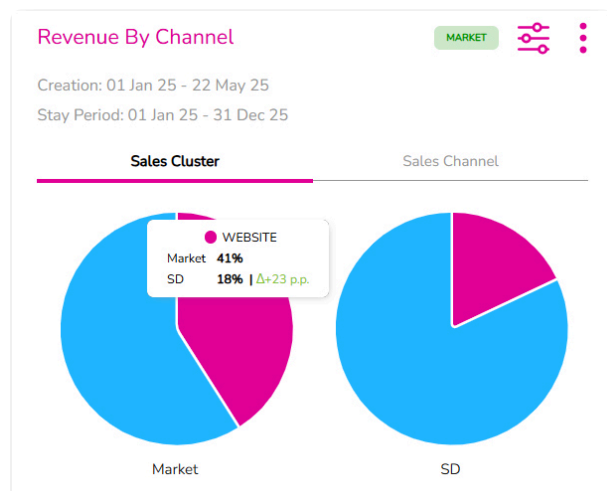 Revenue By Channel
MARKET
Creation: 01 Jan 25 - 22 May 25
Stay Period: 01 Jan 25 - 31 Dec 25
Sales Cluster
Sales Channel
WEBSITE
Market 41%
SD 18% | Δ+23 p.p.
Market
SD